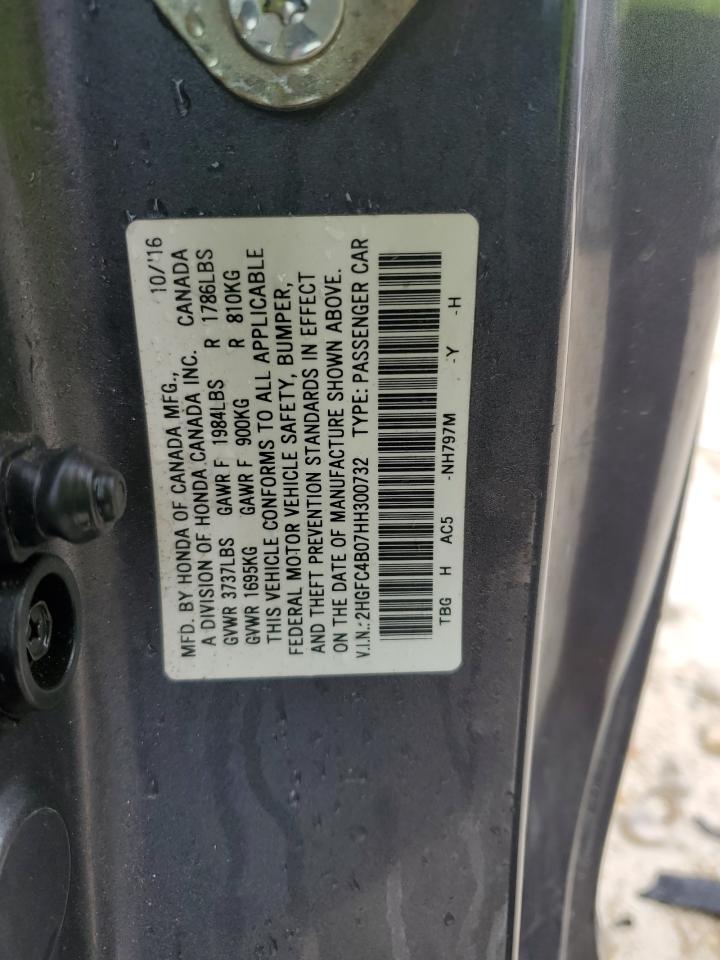 MFD. BY HONDA OF CANADA MFG., 10/'16
A DIVISION OF HONDA CANADA INC. CANADA
GVWR 3737LBS GAWR F 1984LBS R 1786LBS
GVWR 1695KG GAWR F 900KG R 810KG
THIS VEHICLE CONFORMS TO ALL APPLICABLE
FEDERAL MOTOR VEHICLE SAFETY, BUMPER,
AND THEFT PREVENTION STANDARDS IN EFFECT
ON THE DATE OF MANUFACTURE SHOWN ABOVE.
V.I.N.: 2HGFC4B07HH300732 TYPE: PASSENGER CAR
TBG H AC5 -NH797M -Y -H